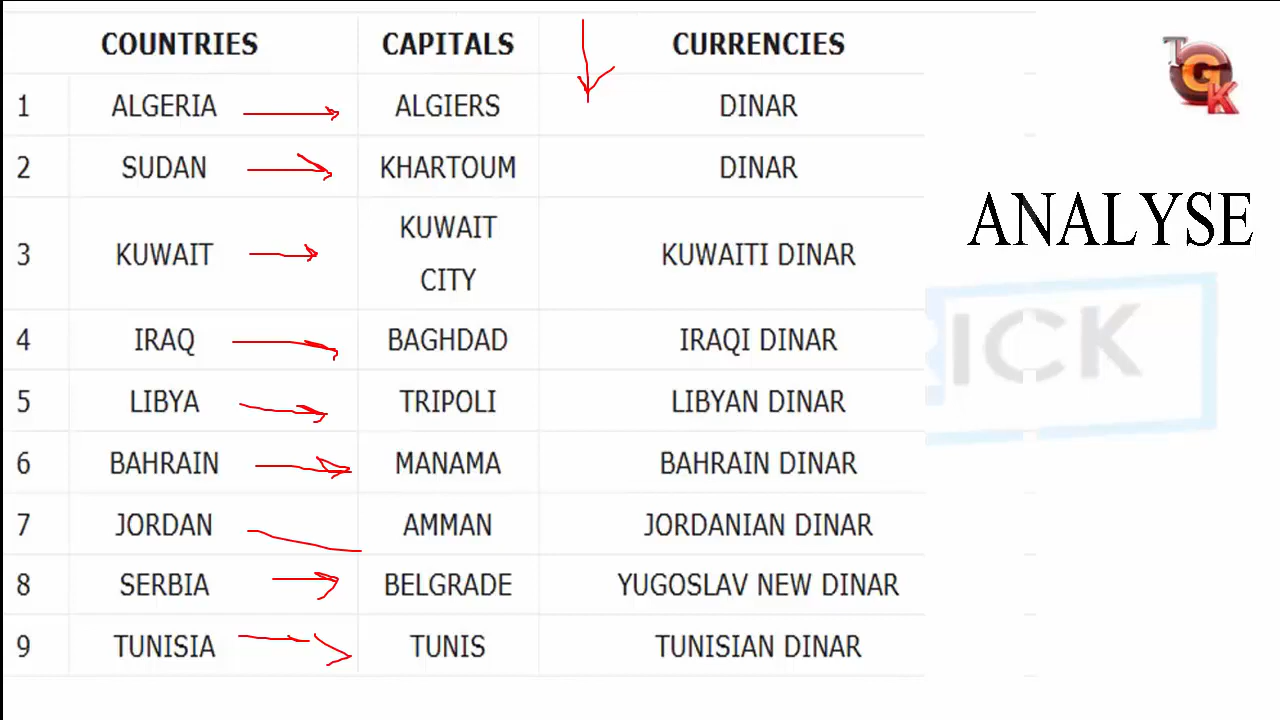 COUNTRIES CAPITALS CURRENCIES
1 ALGERIA ALGIERS DINAR
2 SUDAN KHARTOUM DINAR
3 KUWAIT KUWAIT CITY KUWAITI DINAR
4 IRAQ BAGHDAD IRAQI DINAR
5 LIBYA TRIPOLI LIBYAN DINAR
6 BAHRAIN MANAMA BAHRAIN DINAR
7 JORDAN AMMAN JORDANIAN DINAR
8 SERBIA BELGRADE YUGOSLAV NEW DINAR
9 TUNISIA TUNIS TUNISIAN DINAR
TGK
ANALYSE
ICK